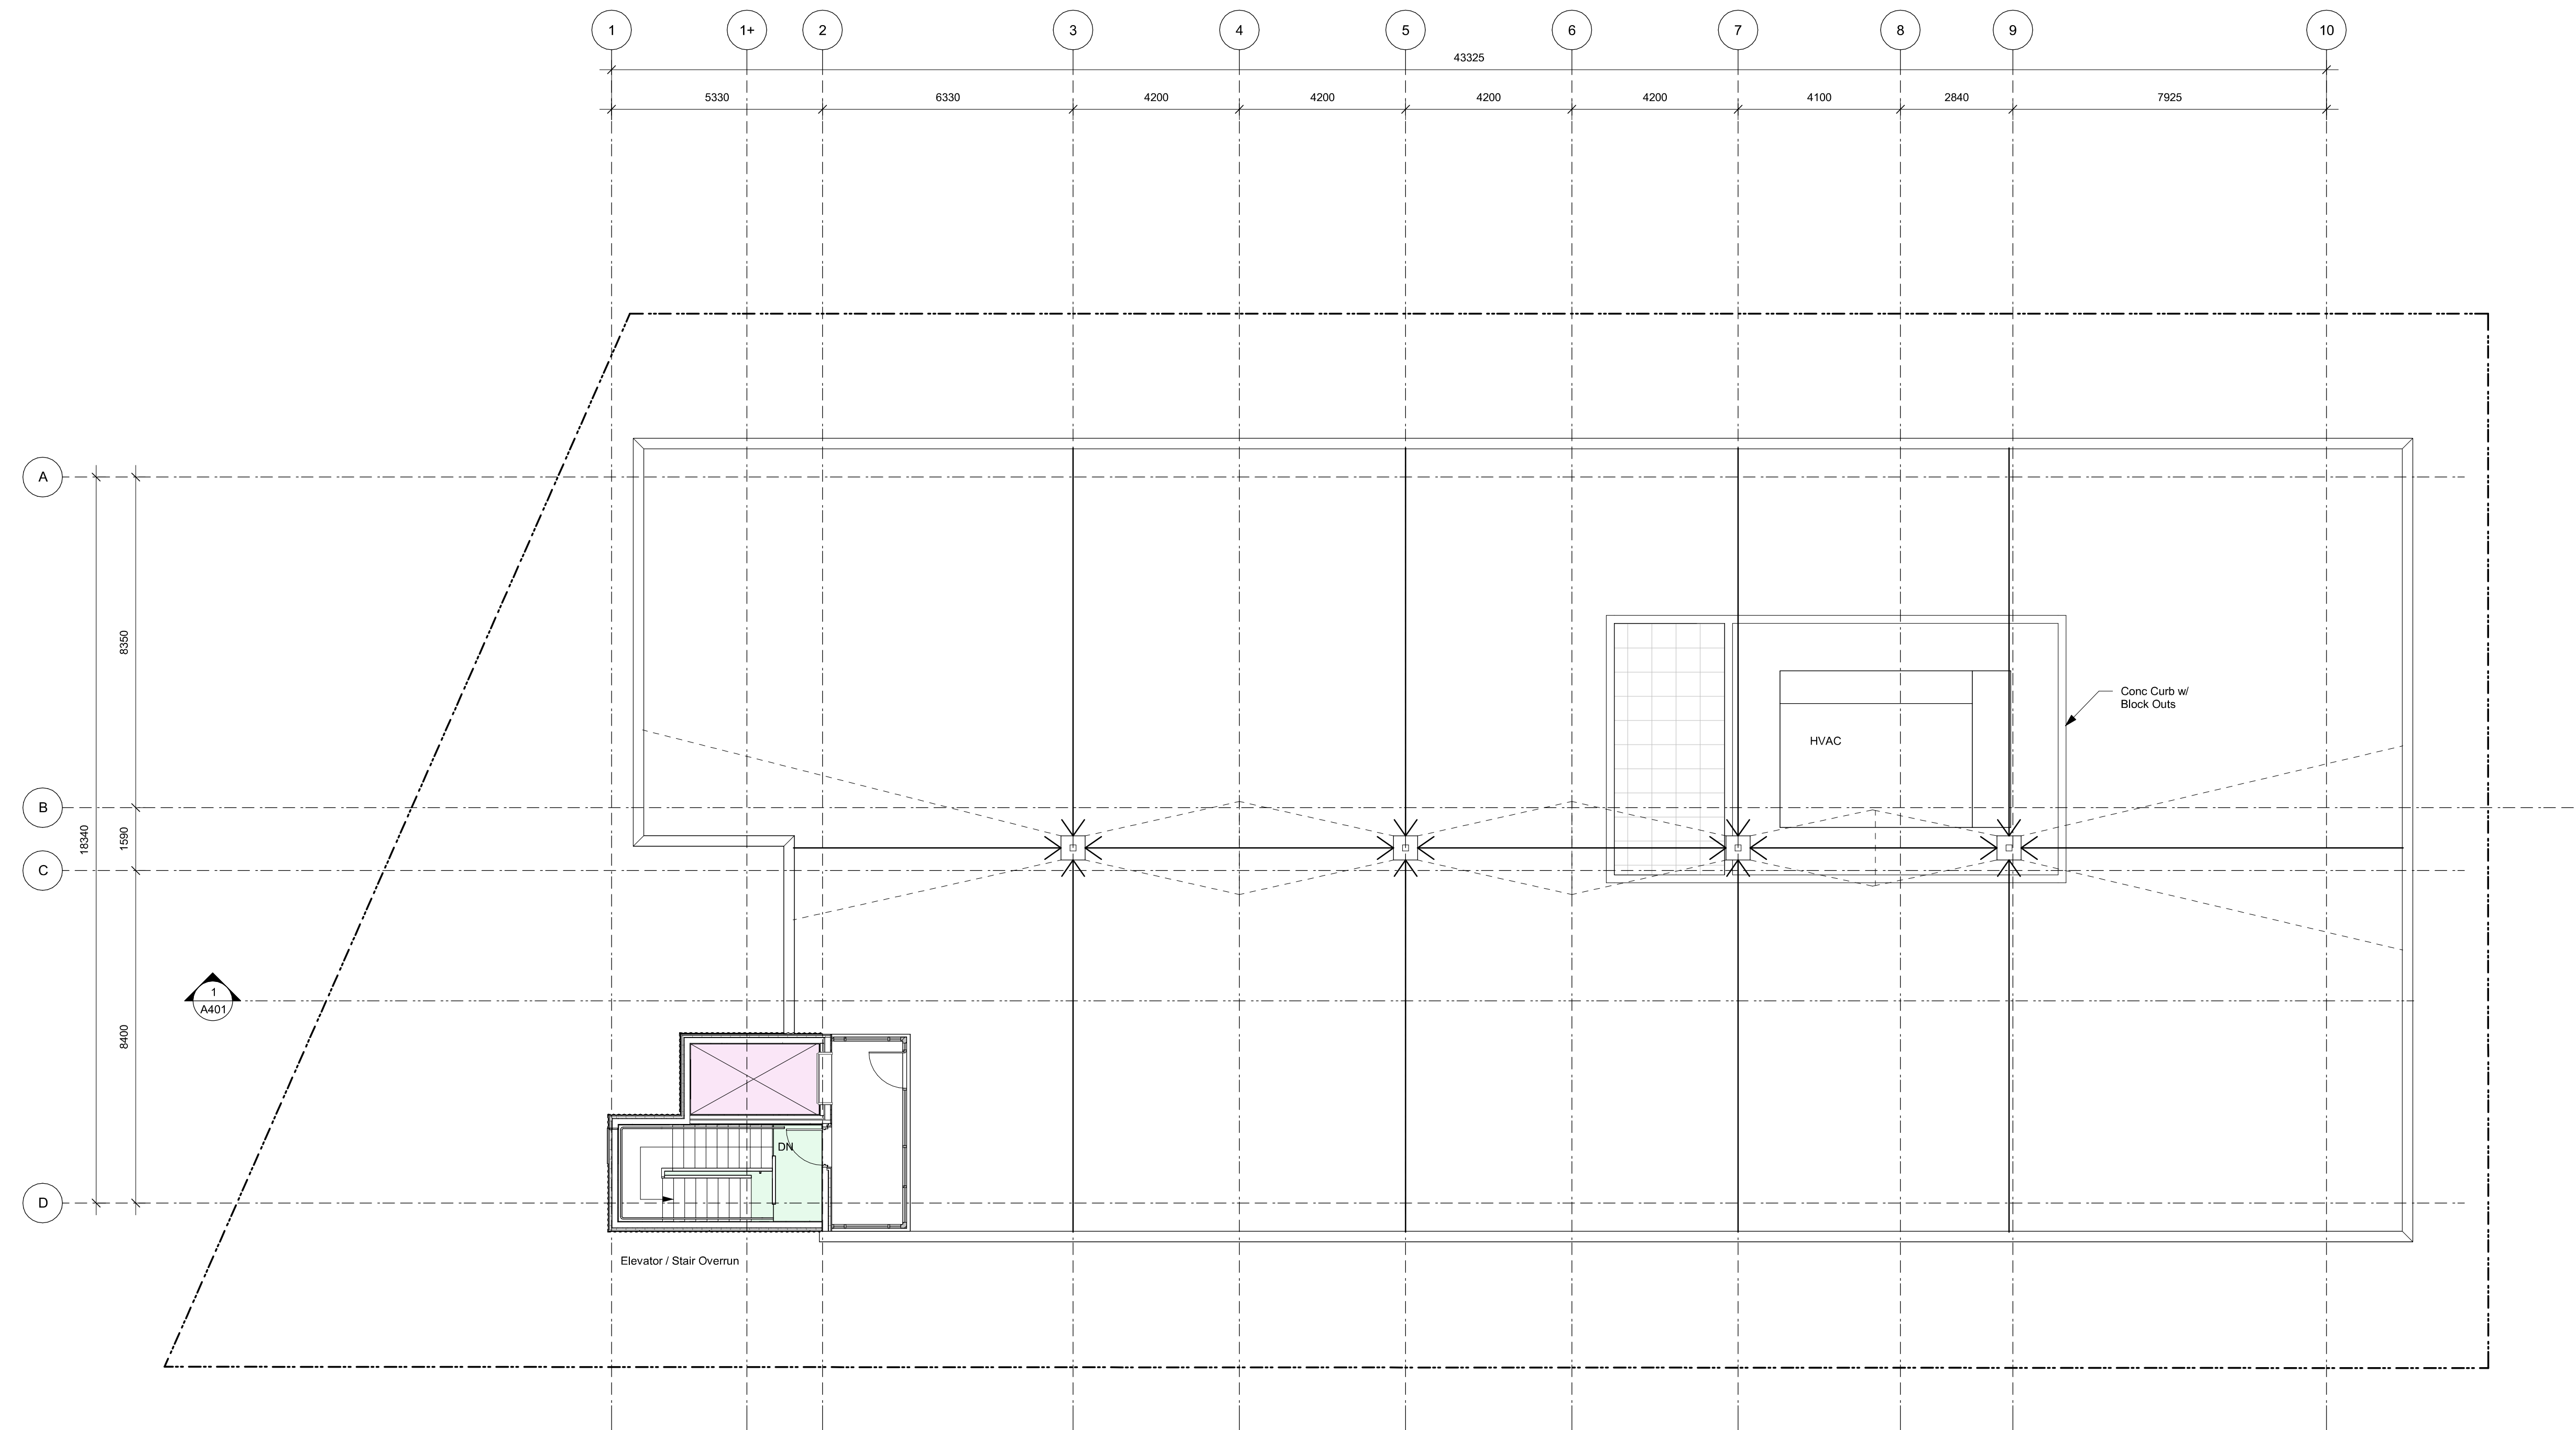 1
1+
2
3
4
5
6
7
8
9
10
43325
5330
6330
4200
4200
4200
4200
4100
2840
7925
A
8350
Conc Curb w/
Block Outs
HVAC
B
18340
1590
C
1
A401
8400
DN
D
Elevator / Stair Overrun